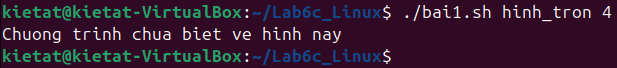 kietat@kietat-VirtualBox:~/Lab6c_Linux$ ./bai1.sh hinh_tron 4
Chuong trinh chua biet ve hinh nay
kietat@kietat-VirtualBox:~/Lab6c_Linux$